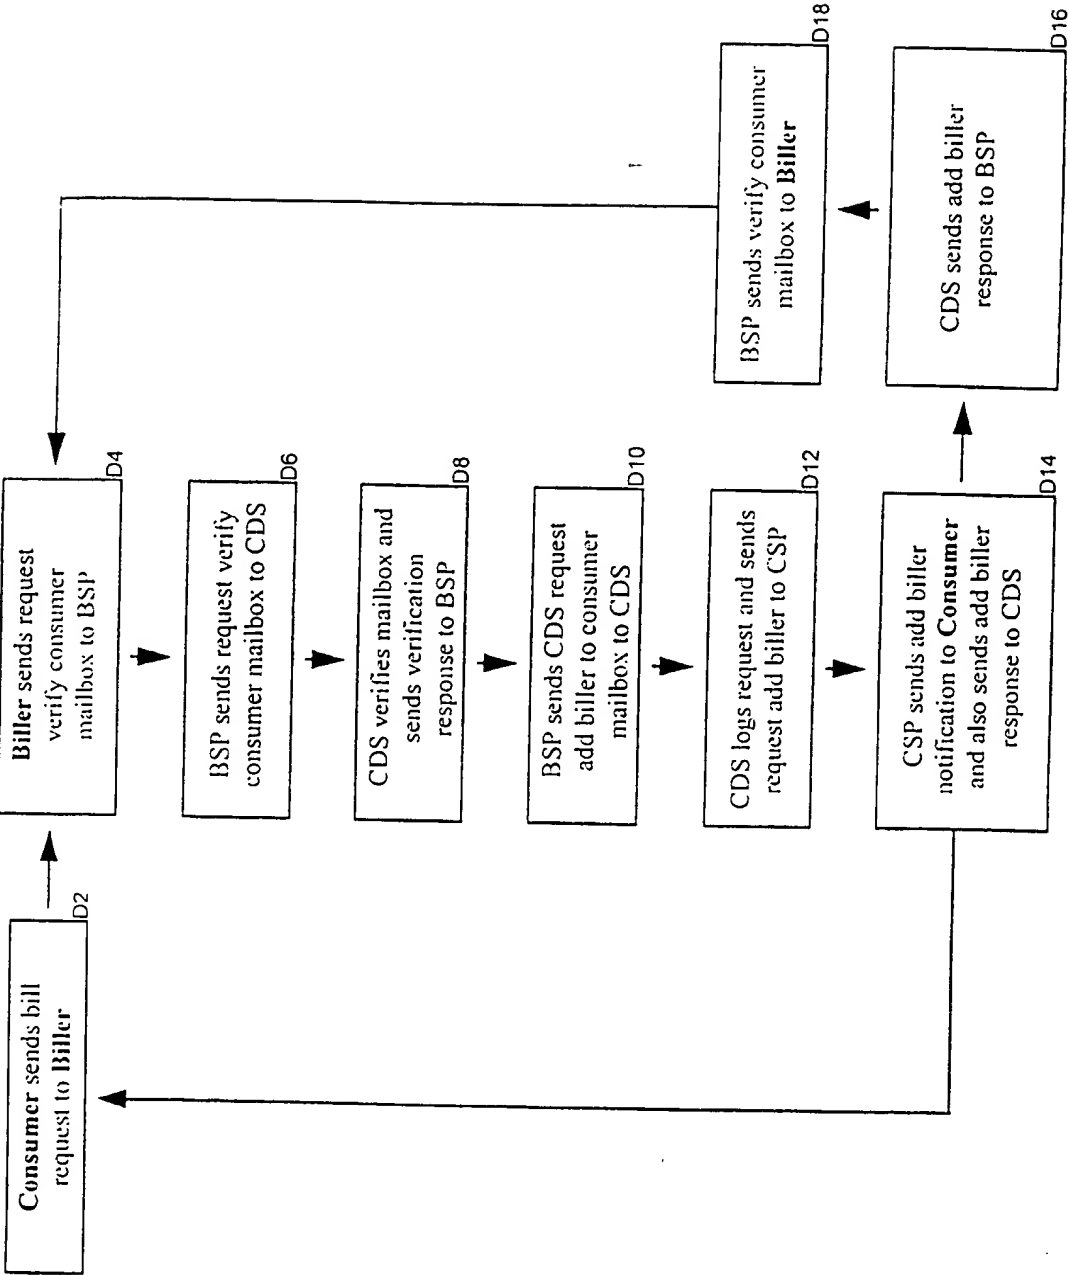 Consumer sends bill
request to Biller
D2
Biller sends request
verify consumer
mailbox to BSP
D4
BSP sends request verify
consumer mailbox to CDS
D6
CDS verifies mailbox and
sends verification
response to BSP
D8
BSP sends CDS request
add biller to consumer
mailbox to CDS
D10
CDS logs request and sends
request add biller to CSP
D12
CSP sends add biller
notification to Consumer
and also sends add biller
response to CDS
D14
CDS sends add biller
response to BSP
D16
BSP sends verify consumer
mailbox to Biller
D18